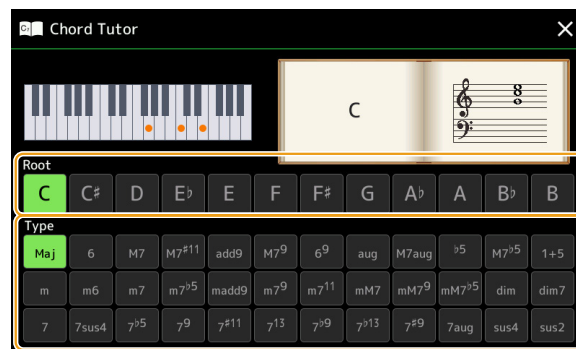 C7 Chord Tutor
C
Root
C C♯ D E♭ E F F♯ G A♭ A B♭ B
Type
Maj 6 M7 M7♯11 add9 M79 69 aug M7aug ♭5 M7♭5 1+5
m m6 m7 m7♭5 madd9 m79 m711 mM7 mM79 mM7♭5 dim dim7
7 7sus4 7♭5 79 7♯11 713 7♭9 7♭13 7♯9 7aug sus4 sus2